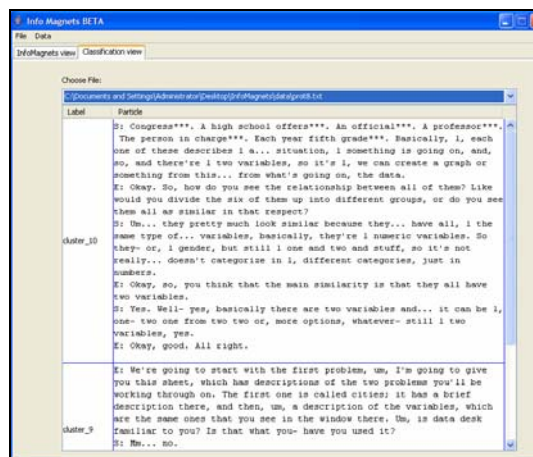 Info Magnets BETA
File Data
InfoMagnets view Classification view
Choose File:
C:\Documents and Settings\Administrator\Desktop\InfoMagnets\data\prot8.txt
Label Particle
S: Congress***. A high school offers***. An official***. A professor***.
The person in charge***. Each year fifth grade***. Basically, l, each
one of these describes l a... situation, l something is going on, and,
so, and there're l two variables, so it's l, we can create a graph or
something from this... from what's going on, the data.
E: Okay. So, how do you see the relationship between all of them? Like
would you divide the six of them up into different groups, or do you see
them all as similar in that respect?
S: Um... they pretty much look similar because they... have all, l the
same type of... variables, basically, they're l numeric variables. So
they- or, l gender, but still l one and two and stuff, so it's not
really... doesn't categorize in l, different categories, just in
numbers.
cluster_10
E: Okay, so, you think that the main similarity is that they all have
two variables.
S: Yes. Well- yes, basically there are two variables and... it can be l,
one- two one from two two or, more options, whatever- still l two
variables, yes.
E: Okay, good. All right.
E: We're going to start with the first problem, um, I'm going to give
you this sheet, which has descriptions of the two problems you'll be
working through on. The first one is called cities; it has a brief
description there, and then, um, a description of the variables, which
are the same ones that you see in the window there. Um, is data desk
cluster_9
familiar to you? Is that what you- have you used it?
S: Mm... no.